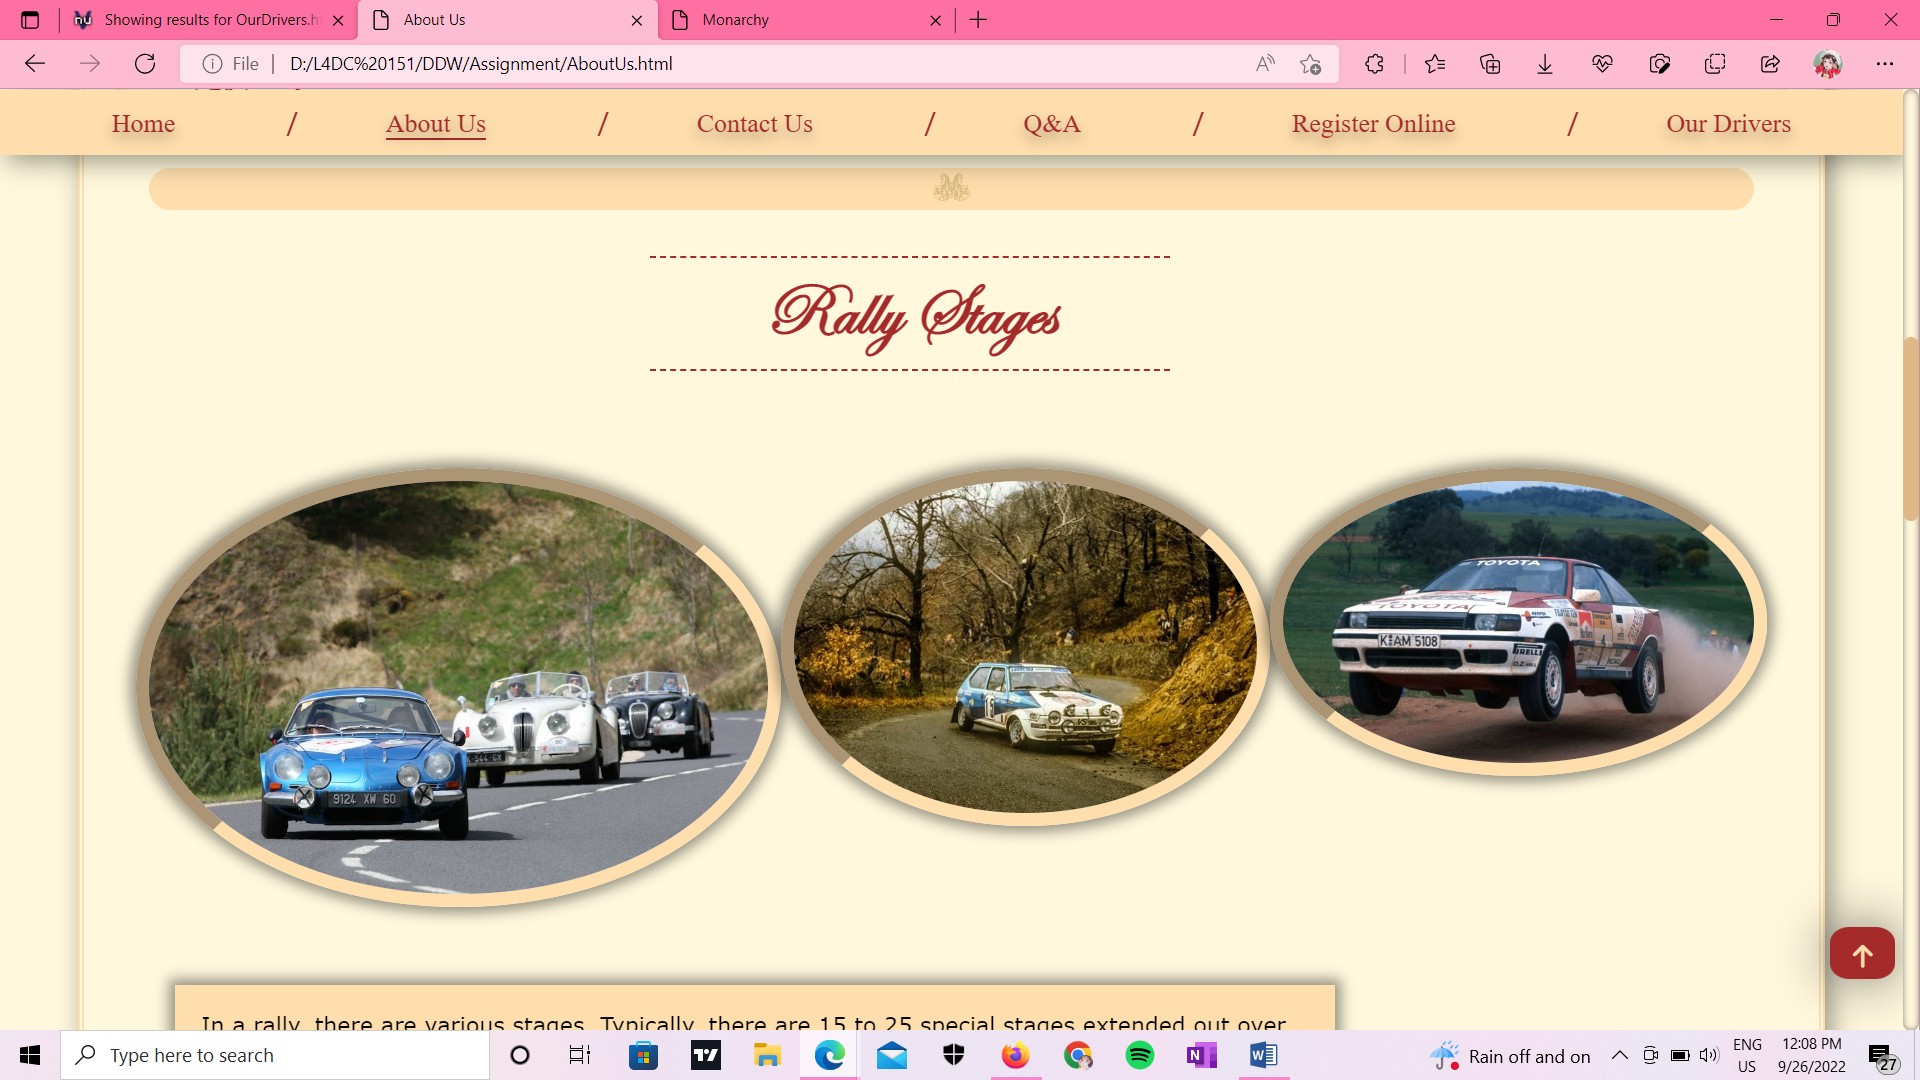 Showing results for OurDrivers.h
About Us
Monarchy
File
D:/L4DC%20151/DDW/Assignment/AboutUs.html
Home / About Us / Contact Us / Q&A / Register Online / Our Drivers
Rally Stages
9124 XW 60
TOYOTA
TOYOTA
K AM 5108
PIRELLI
In a rally, there are various stages. Typically, there are 15 to 25 special stages extended out over
Type here to search
Rain off and on
ENG
US
12:08 PM
9/26/2022
27